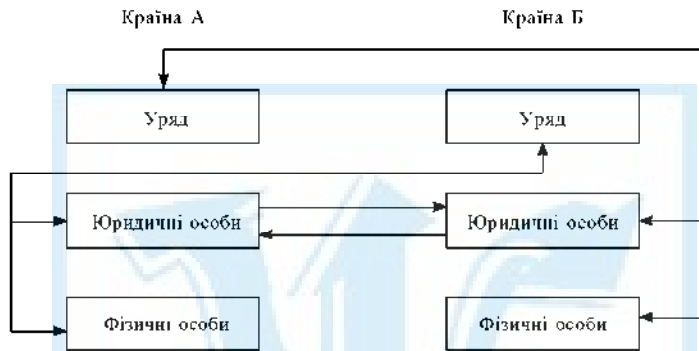 Країна А
Країна Б
Уряд
Уряд
Юридичні особи
Юридичні особи
Фізичні особи
Фізичні особи